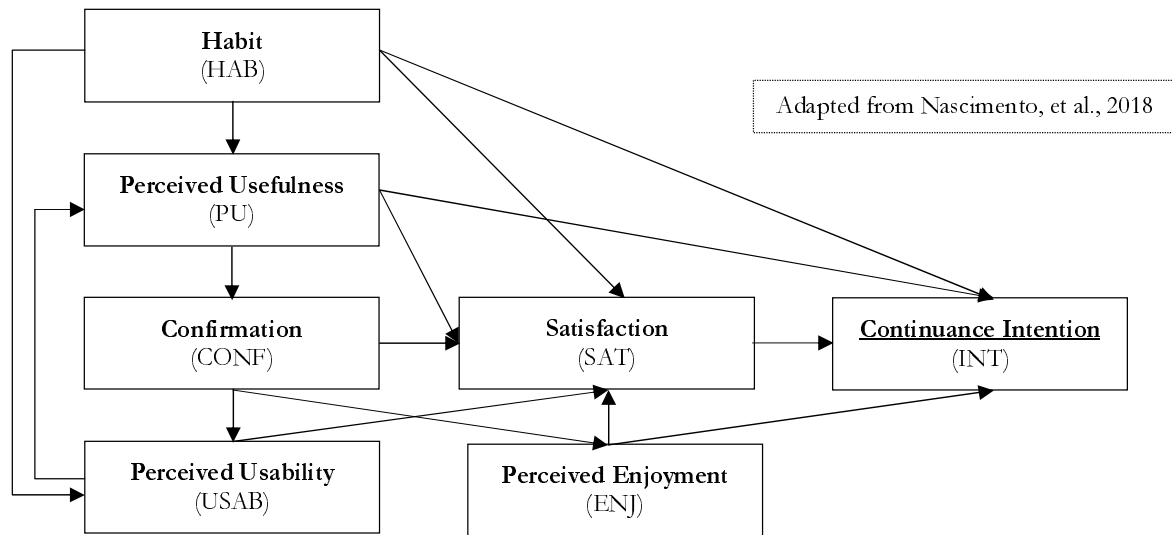 Habit
(HAB)
Adapted from Nascimento, et al., 2018
Perceived Usefulness
(PU)
Confirmation
(CONF)
Satisfaction
(SAT)
Continuance Intention
(INT)
Perceived Usability
(USAB)
Perceived Enjoyment
(ENJ)